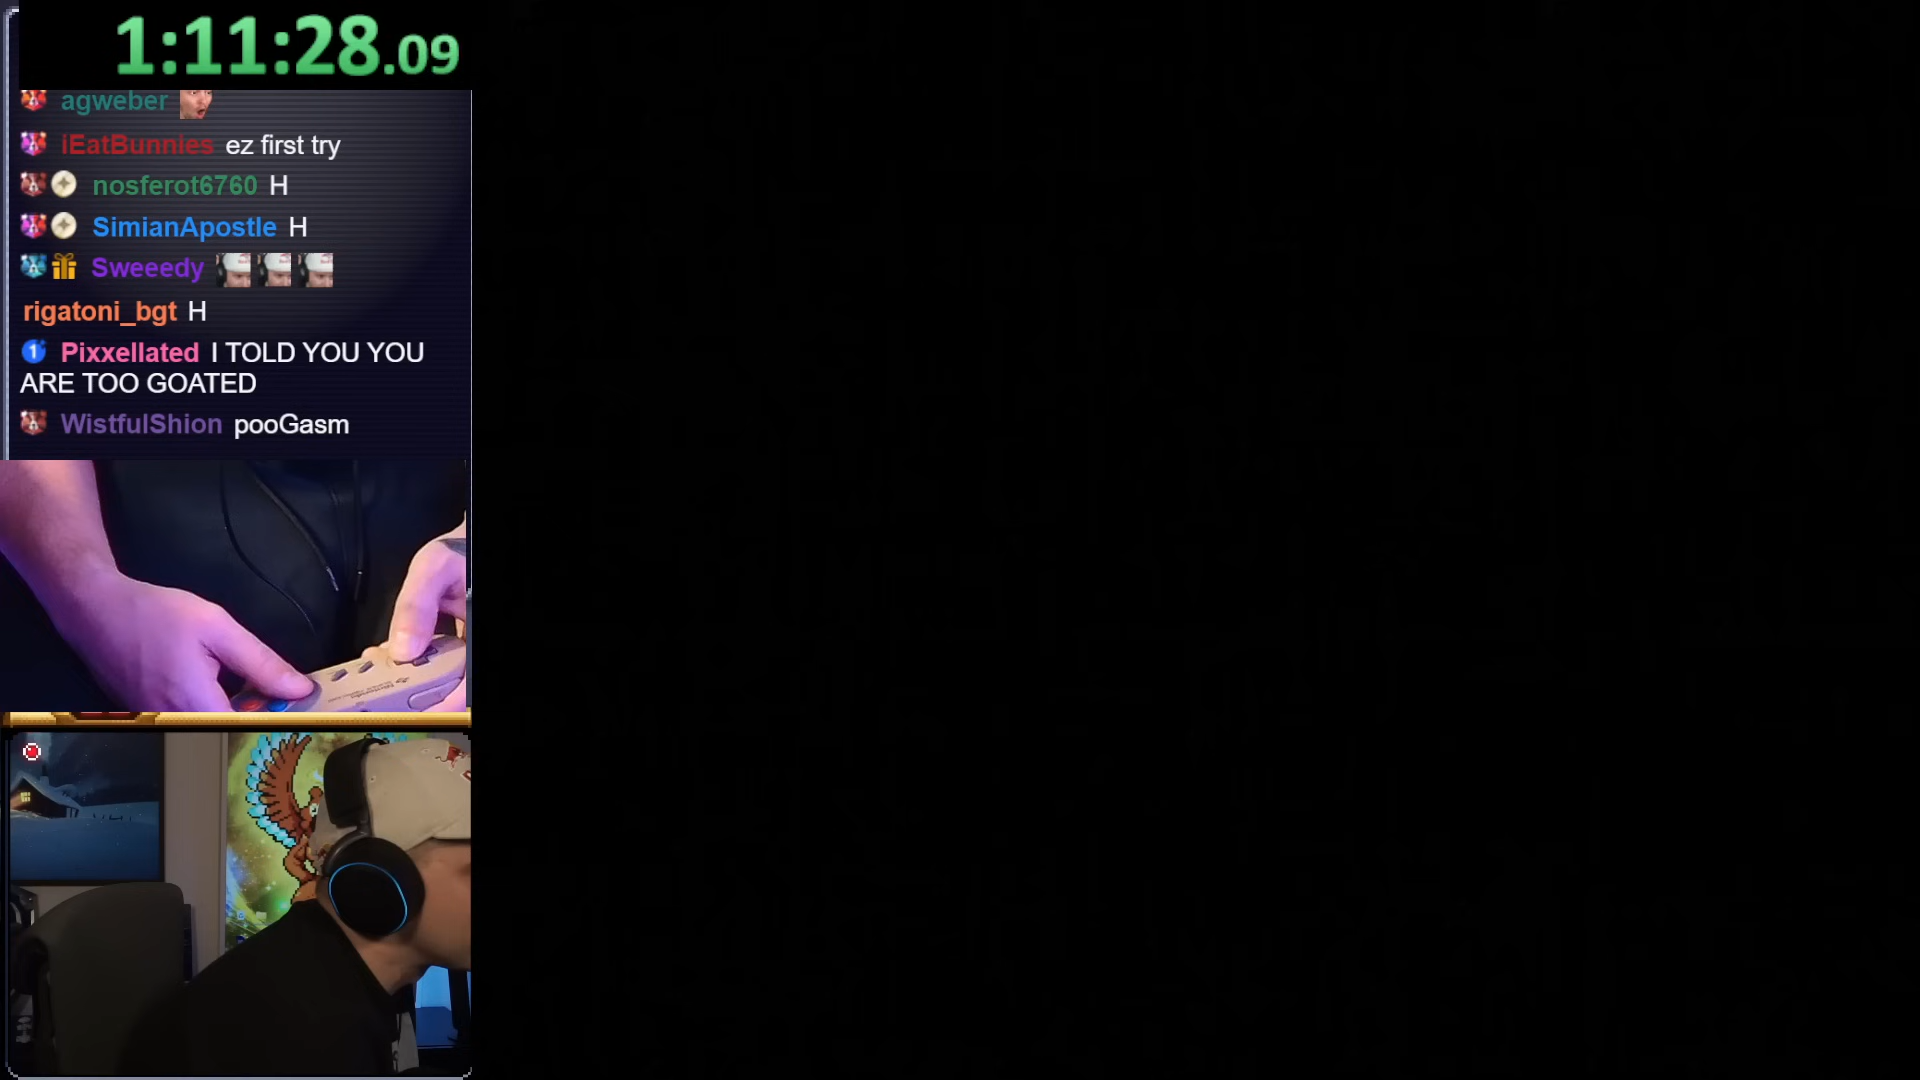 1:11:28.09
agweber
iEatBunnies ez first try
nosferot6760 H
SimianApostle H
Sweeedy
rigatoni_bgt H
Pixxellated I TOLD YOU YOU
ARE TOO GOATED
WistfulShion pooGasm